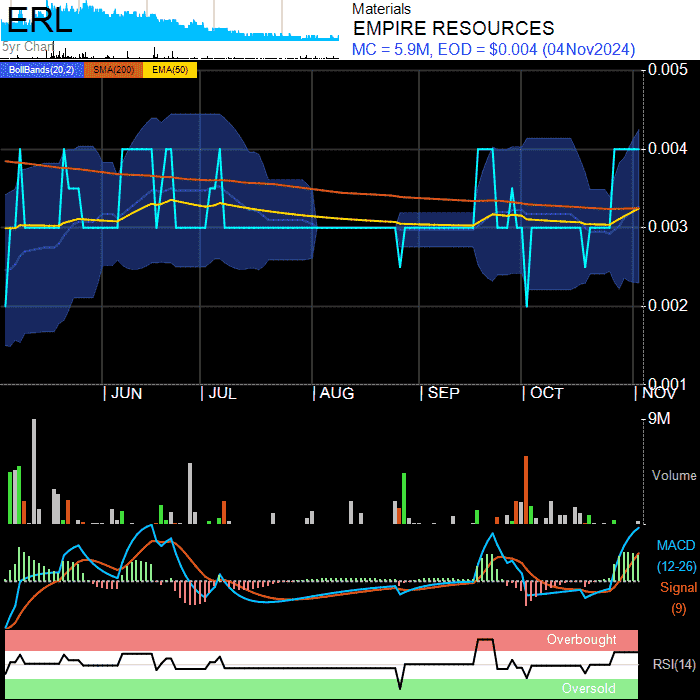 ERL
5yr Chart
Materials
EMPIRE RESOURCES
MC = 5.9M, EOD = $0.004 (04Nov2024)
BollBands(20,2) SMA(200) EMA(50)
0.005
0.004
0.003
0.002
0.001
JUN JUL AUG SEP OCT NOV
9M
Volume
MACD
(12-26)
Signal
(9)
Overbought
RSI(14)
Oversold